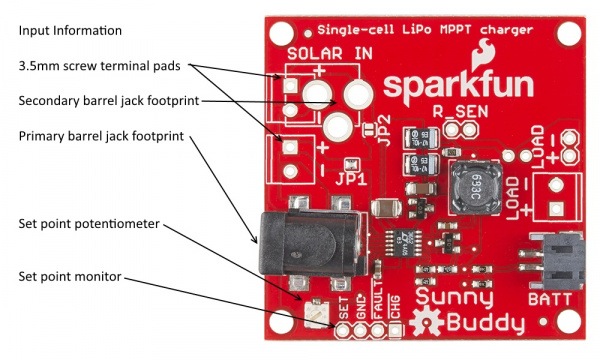 Input Information
3.5mm screw terminal pads
Secondary barrel jack footprint
Primary barrel jack footprint
Set point potentiometer
Set point monitor
Single-cell LiPo MPPT charger
SOLAR IN
+
-
sparkfun
R_SEN
JP2
+
-
JP1
LOAD
+
-
LOAD
+
-
693C
BATT
SET
GND
FAULT
CHG
Sunny
Buddy